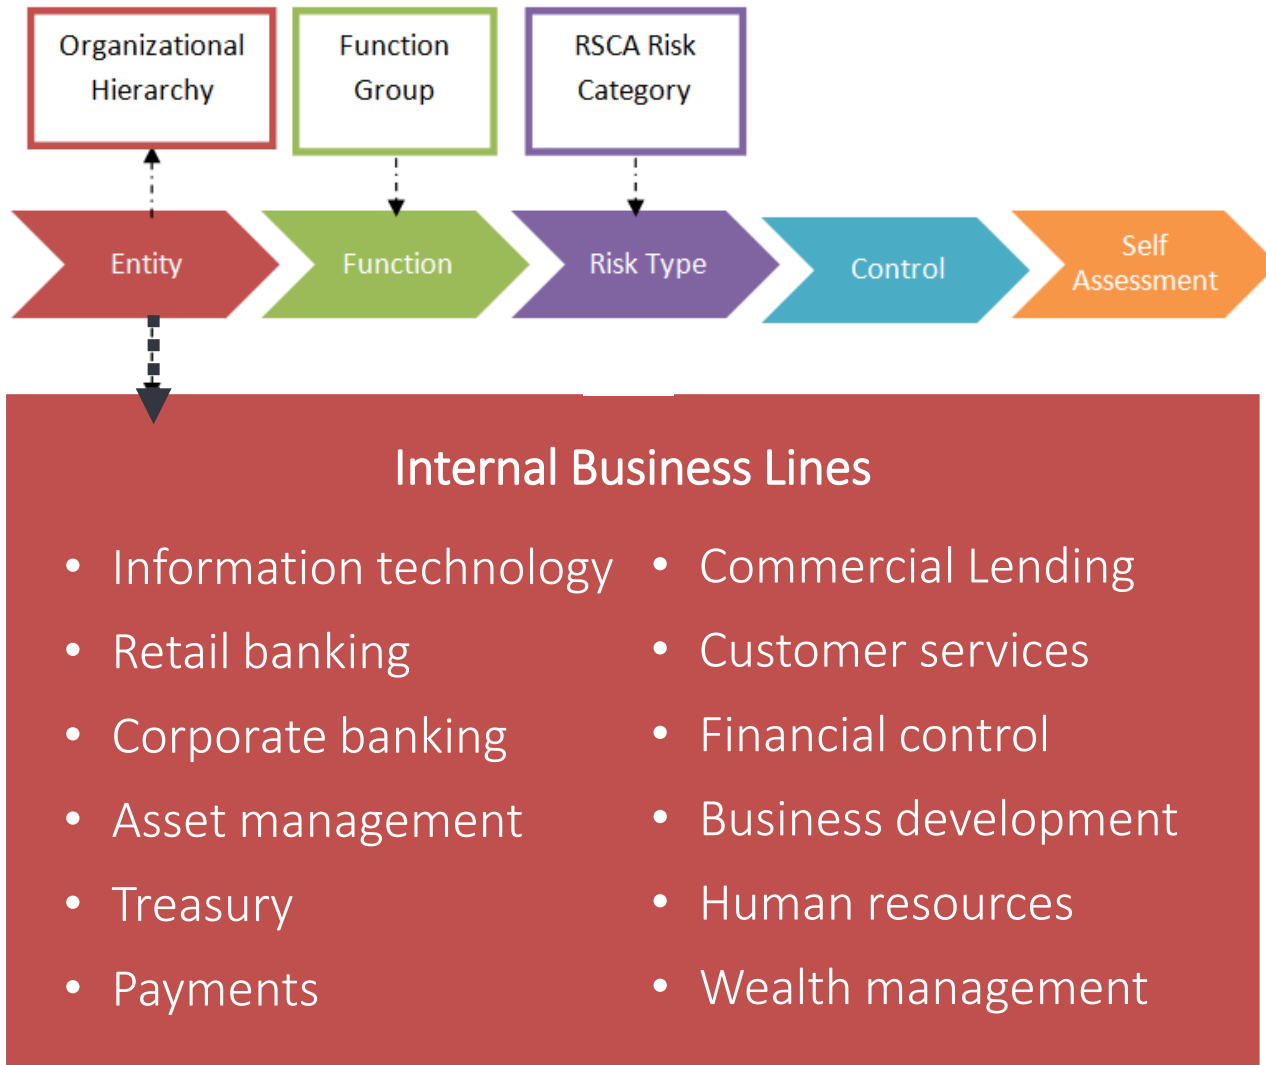 Organizational
Hierarchy
Function
Group
RSCA Risk
Category
Entity
Function
Risk Type
Control
Self
Assessment
Internal Business Lines
• Information technology
• Retail banking
• Corporate banking
• Asset management
• Treasury
• Payments
• Commercial Lending
• Customer services
• Financial control
• Business development
• Human resources
• Wealth management